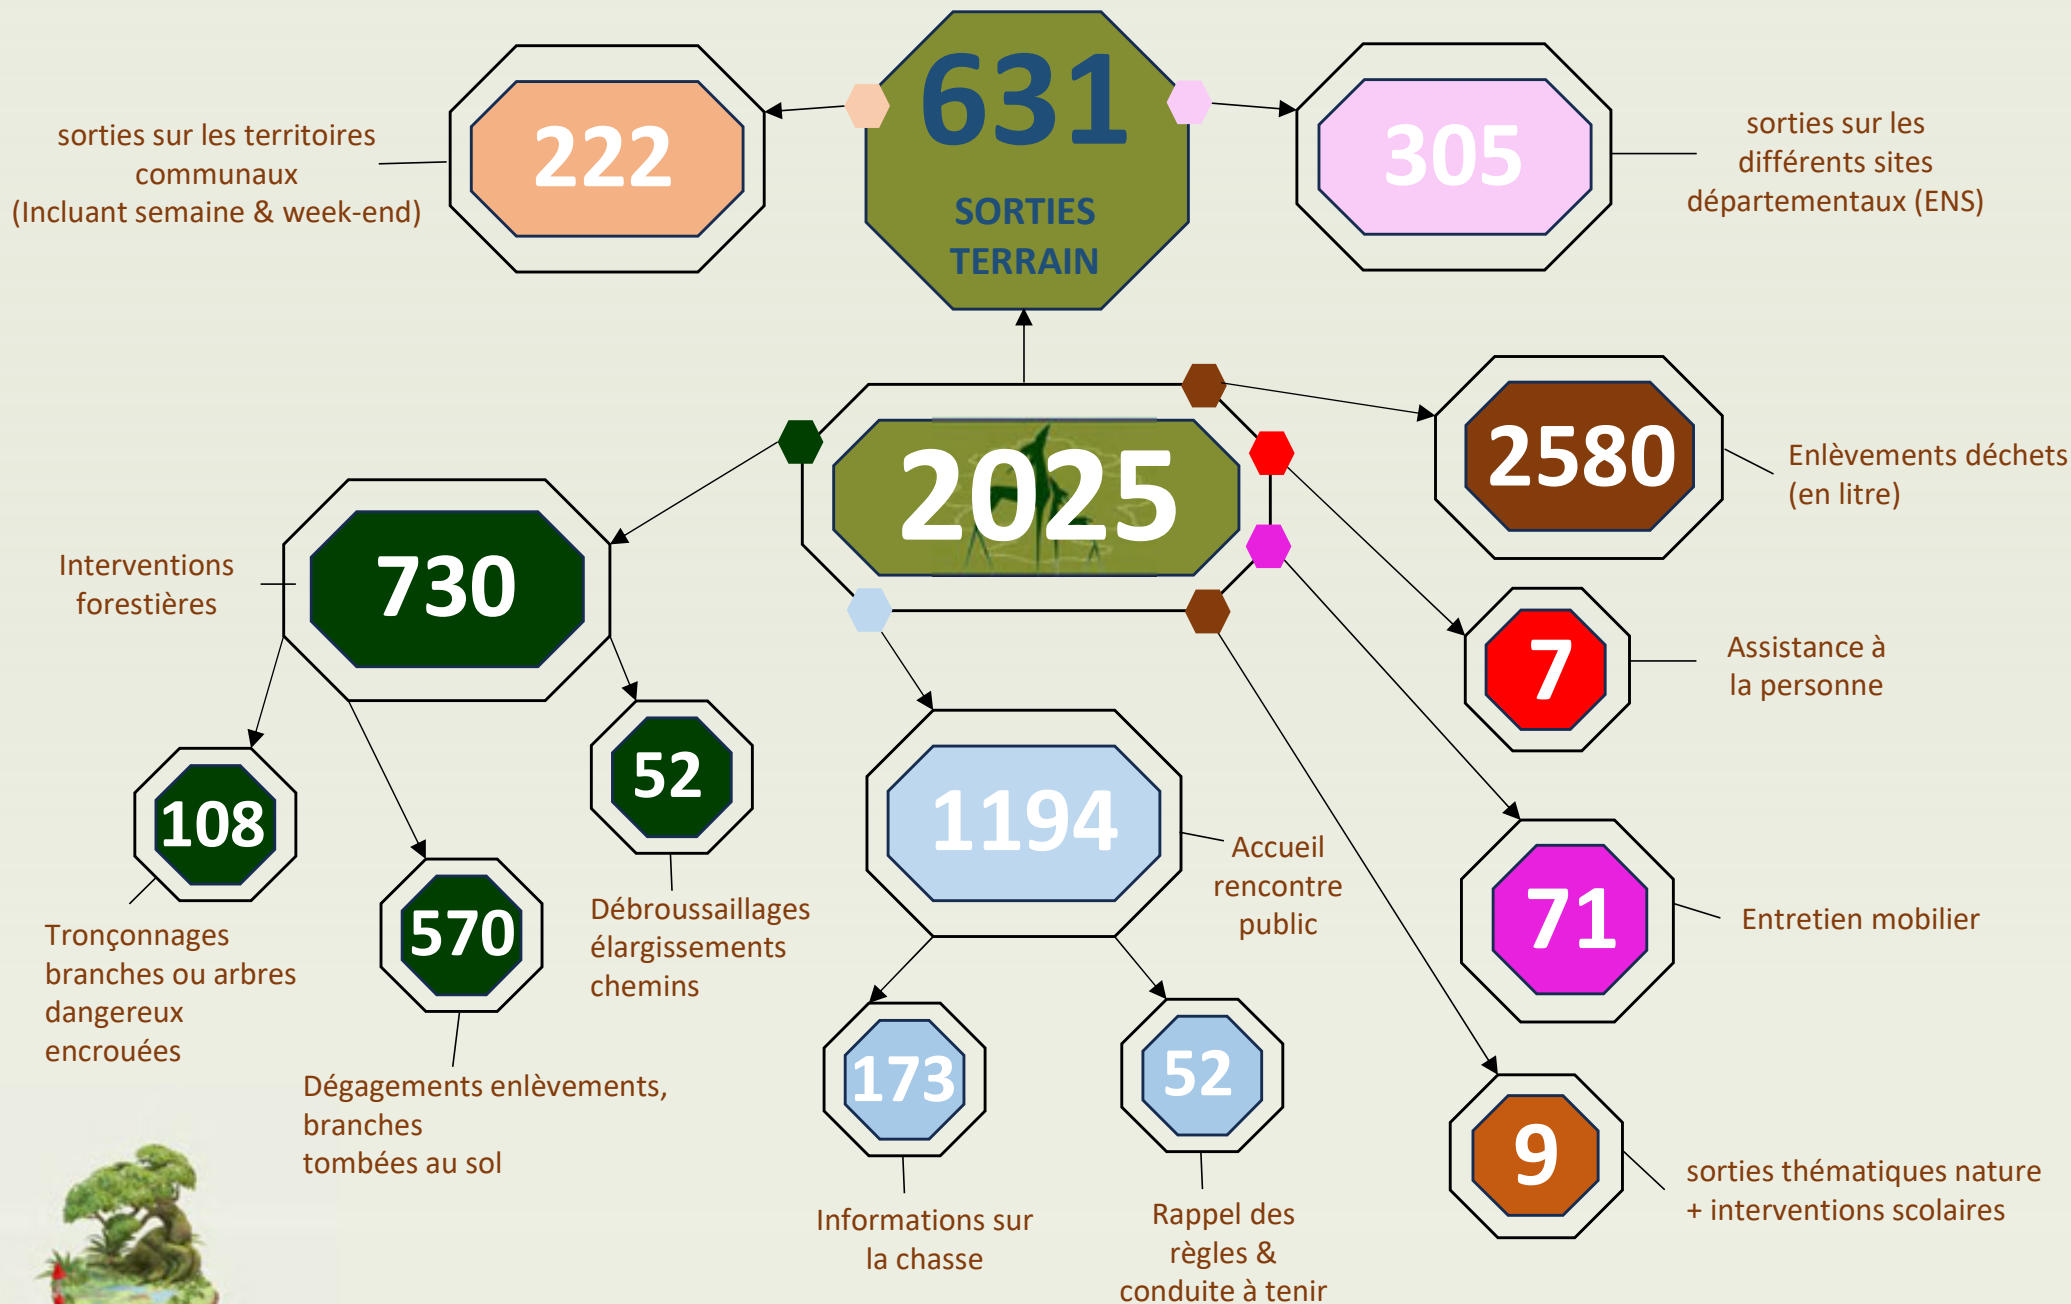 631
SORTIES
TERRAIN
222
sorties sur les territoires
communaux
(Incluant semaine & week-end)
305
sorties sur les
différents sites
départementaux (ENS)
2025
2580
Enlèvements déchets
(en litre)
7
Assistance à
la personne
71
Entretien mobilier
9
sorties thématiques nature
+ interventions scolaires
730
Interventions
forestières
108
Tronçonnages
branches ou arbres
dangereux
encrouées
570
Dégagements enlèvements,
branches
tombées au sol
52
Débroussaillages
élargissements
chemins
1194
Accueil
rencontre
public
173
Informations sur
la chasse
52
Rappel des
règles &
conduite à tenir